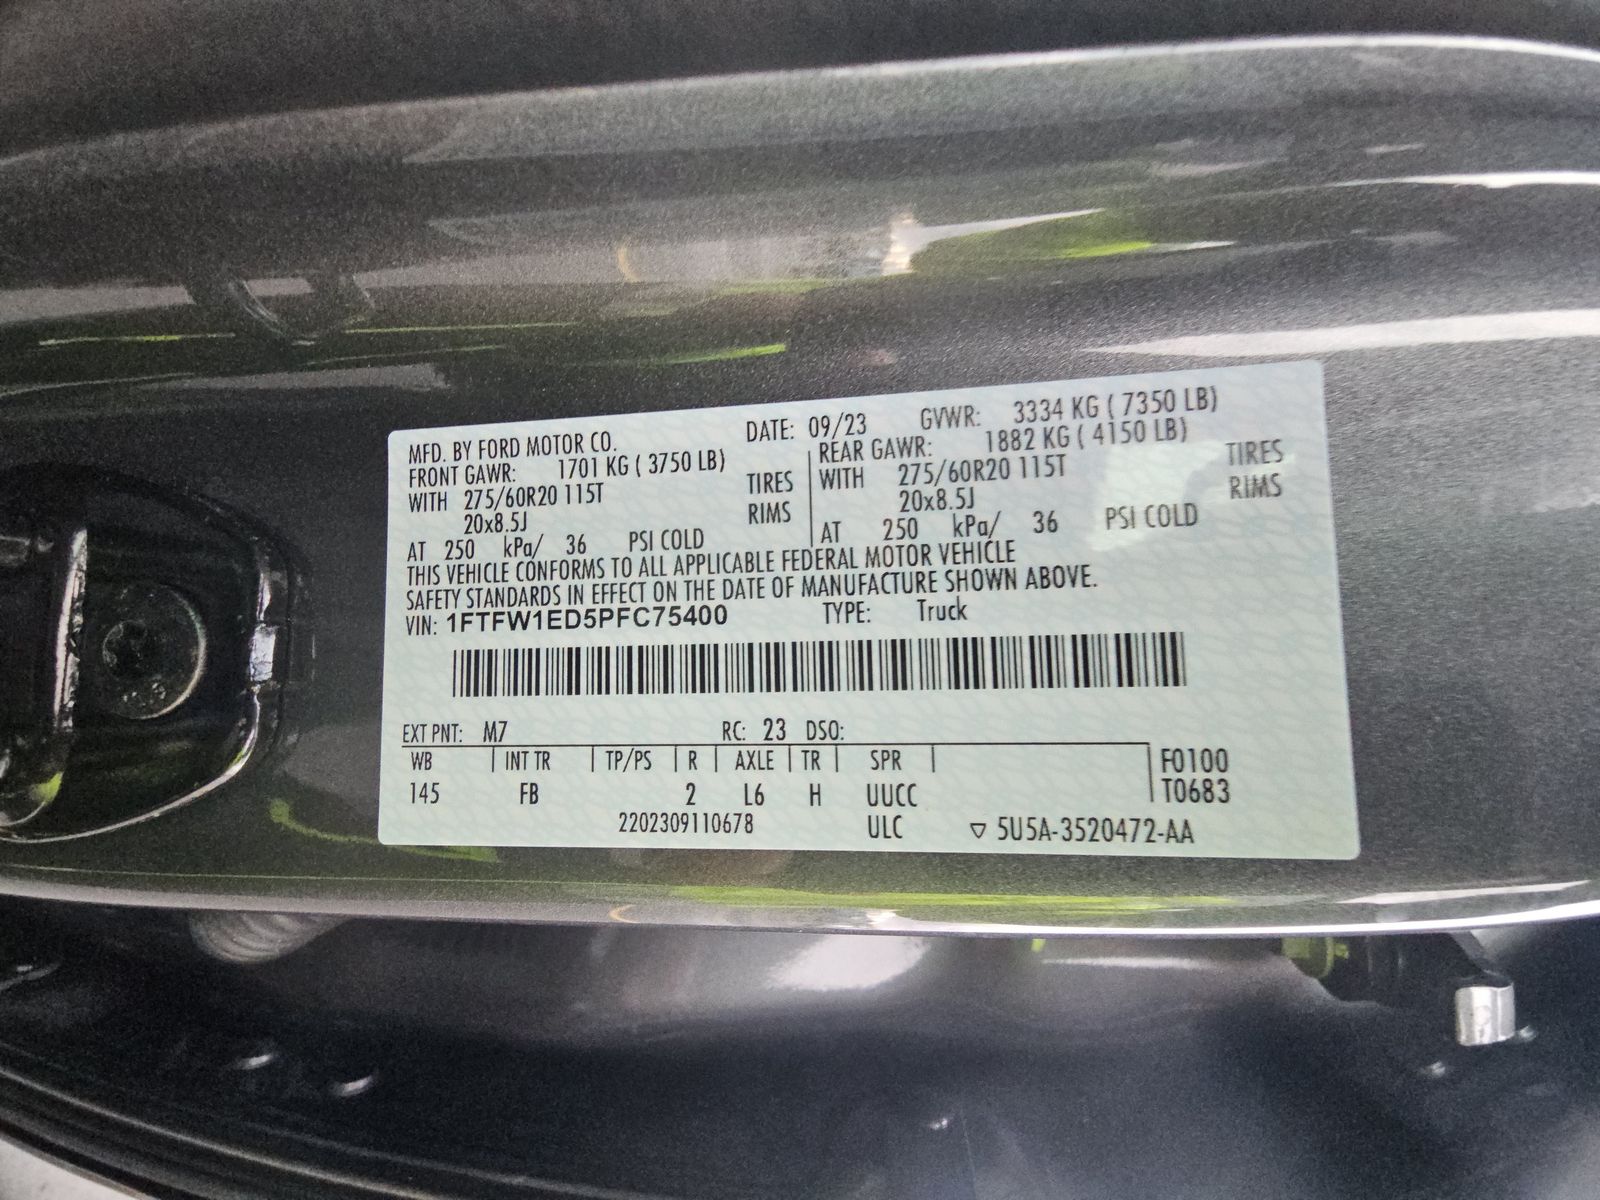 MFD. BY FORD MOTOR CO. DATE: 09/23 GVWR: 3334 KG ( 7350 LB)
FRONT GAWR: 1701 KG ( 3750 LB) REAR GAWR: 1882 KG ( 4150 LB)
WITH 275/60R20 115T TIRES WITH 275/60R20 115T TIRES
20x8.5J RIMS 20x8.5J RIMS
AT 250 kPa/ 36 PSI COLD AT 250 kPa/ 36 PSI COLD
THIS VEHICLE CONFORMS TO ALL APPLICABLE FEDERAL MOTOR VEHICLE
SAFETY STANDARDS IN EFFECT ON THE DATE OF MANUFACTURE SHOWN ABOVE.
VIN: 1FTFW1ED5PFC75400 TYPE: Truck
EXT PNT: M7 RC: 23 DSO:
WB INT TR TP/PS R AXLE TR SPR F0100
145 FB 2 L6 H UUCC T0683
2202309110678 ULC ▽ 5U5A-3520472-AA